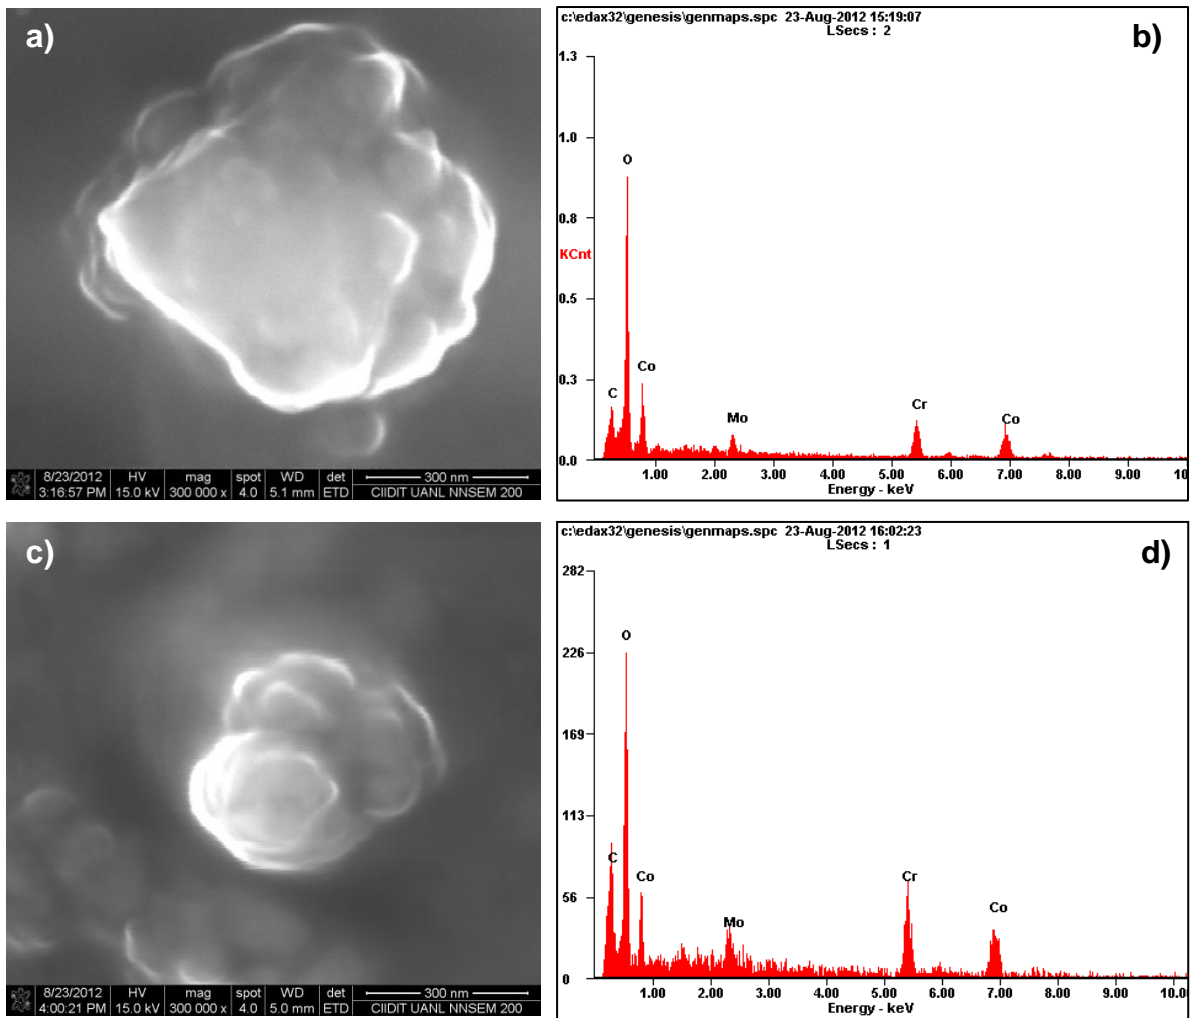 a)
8/23/2012 HV mag spot WD det 300 nm
3:16:57 PM 15.0 kV 300 000 x 4.0 5.1 mm ETD CIIDIT UANL NNSEM 200
c:\edax32\genesis\genmaps.spc 23-Aug-2012 15:19:07
LSecs : 2
b)
1.3
1.0
O
0.8
KCnt
0.5
0.3
Co
C
Mo
Cr
Co
0.0
1.00 2.00 3.00 4.00 5.00 6.00 7.00 8.00 9.00 10
Energy - keV
c)
8/23/2012 HV mag spot WD det 300 nm
4:00:21 PM 15.0 kV 300 000 x 4.0 5.0 mm ETD CIIDIT UANL NNSEM 200
c:\edax32\genesis\genmaps.spc 23-Aug-2012 16:02:23
LSecs : 1
d)
282
O
226
169
113
C
Co
Cr
56
Mo
Co
0
1.00 2.00 3.00 4.00 5.00 6.00 7.00 8.00 9.00 10.0
Energy - keV